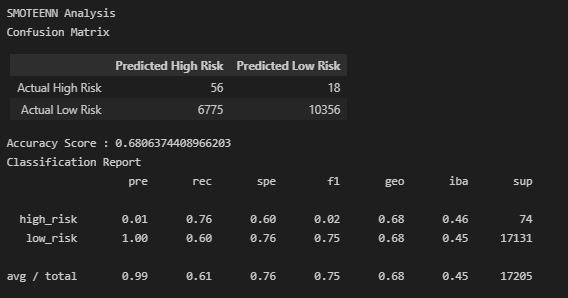 SMOTEENN Analysis
Confusion Matrix
Predicted High Risk Predicted Low Risk
Actual High Risk 56 18
Actual Low Risk 6775 10356
Accuracy Score : 0.6806374408966203
Classification Report
pre rec spe f1 geo iba sup
high_risk 0.01 0.76 0.60 0.02 0.68 0.46 74
low_risk 1.00 0.60 0.76 0.75 0.68 0.45 17131
avg / total 0.99 0.61 0.76 0.75 0.68 0.45 17205